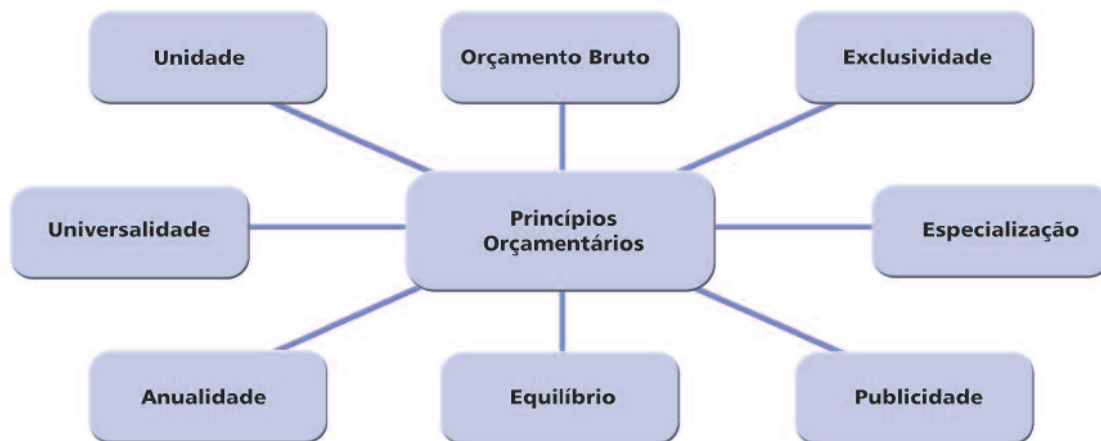 Unidade
Orçamento Bruto
Exclusividade
Universalidade
Princípios
Orçamentários
Especialização
Anualidade
Equilíbrio
Publicidade